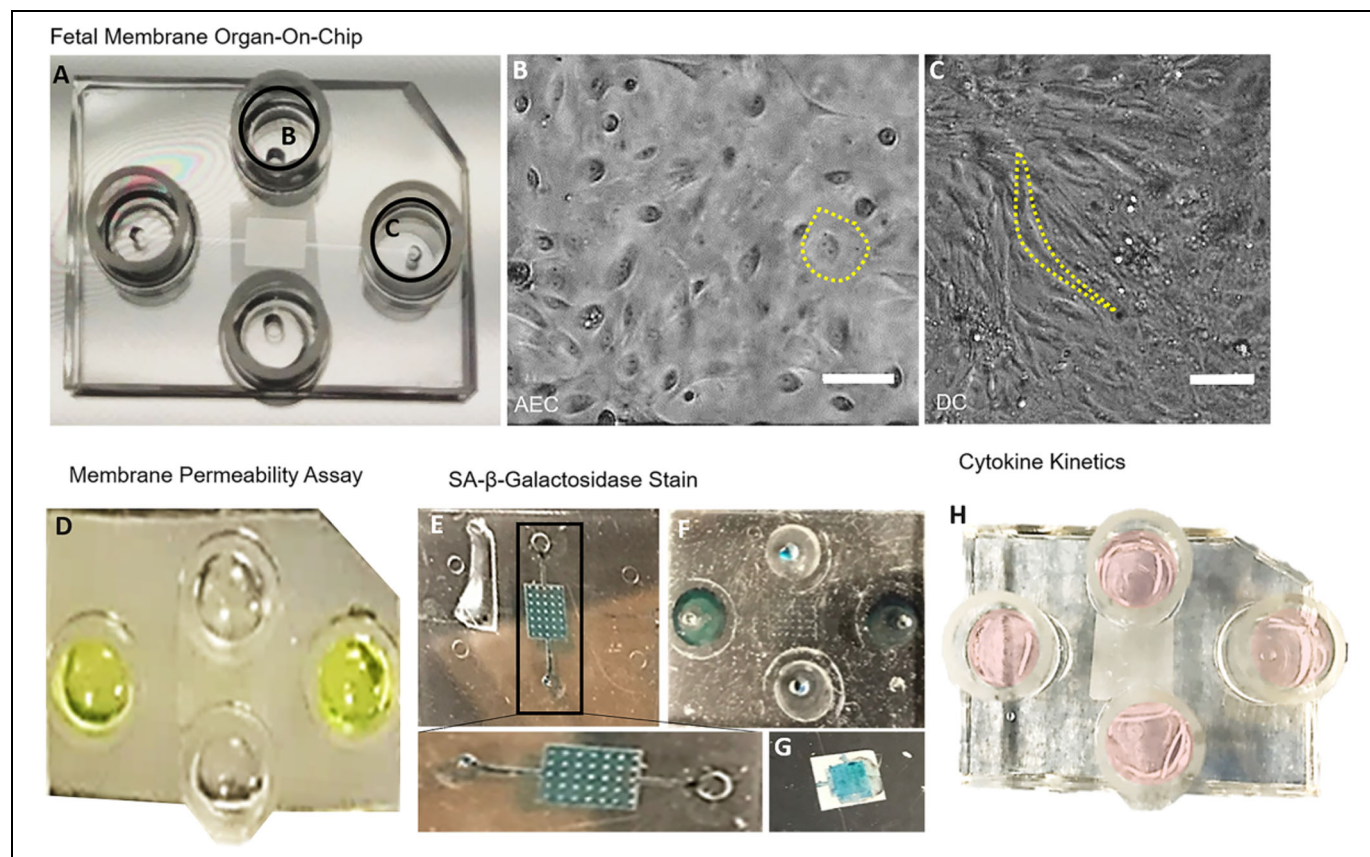 Fetal Membrane Organ-On-Chip
A
B
C
B
AEC
C
DC
Membrane Permeability Assay
SA-β-Galactosidase Stain
Cytokine Kinetics
D
E
F
G
H